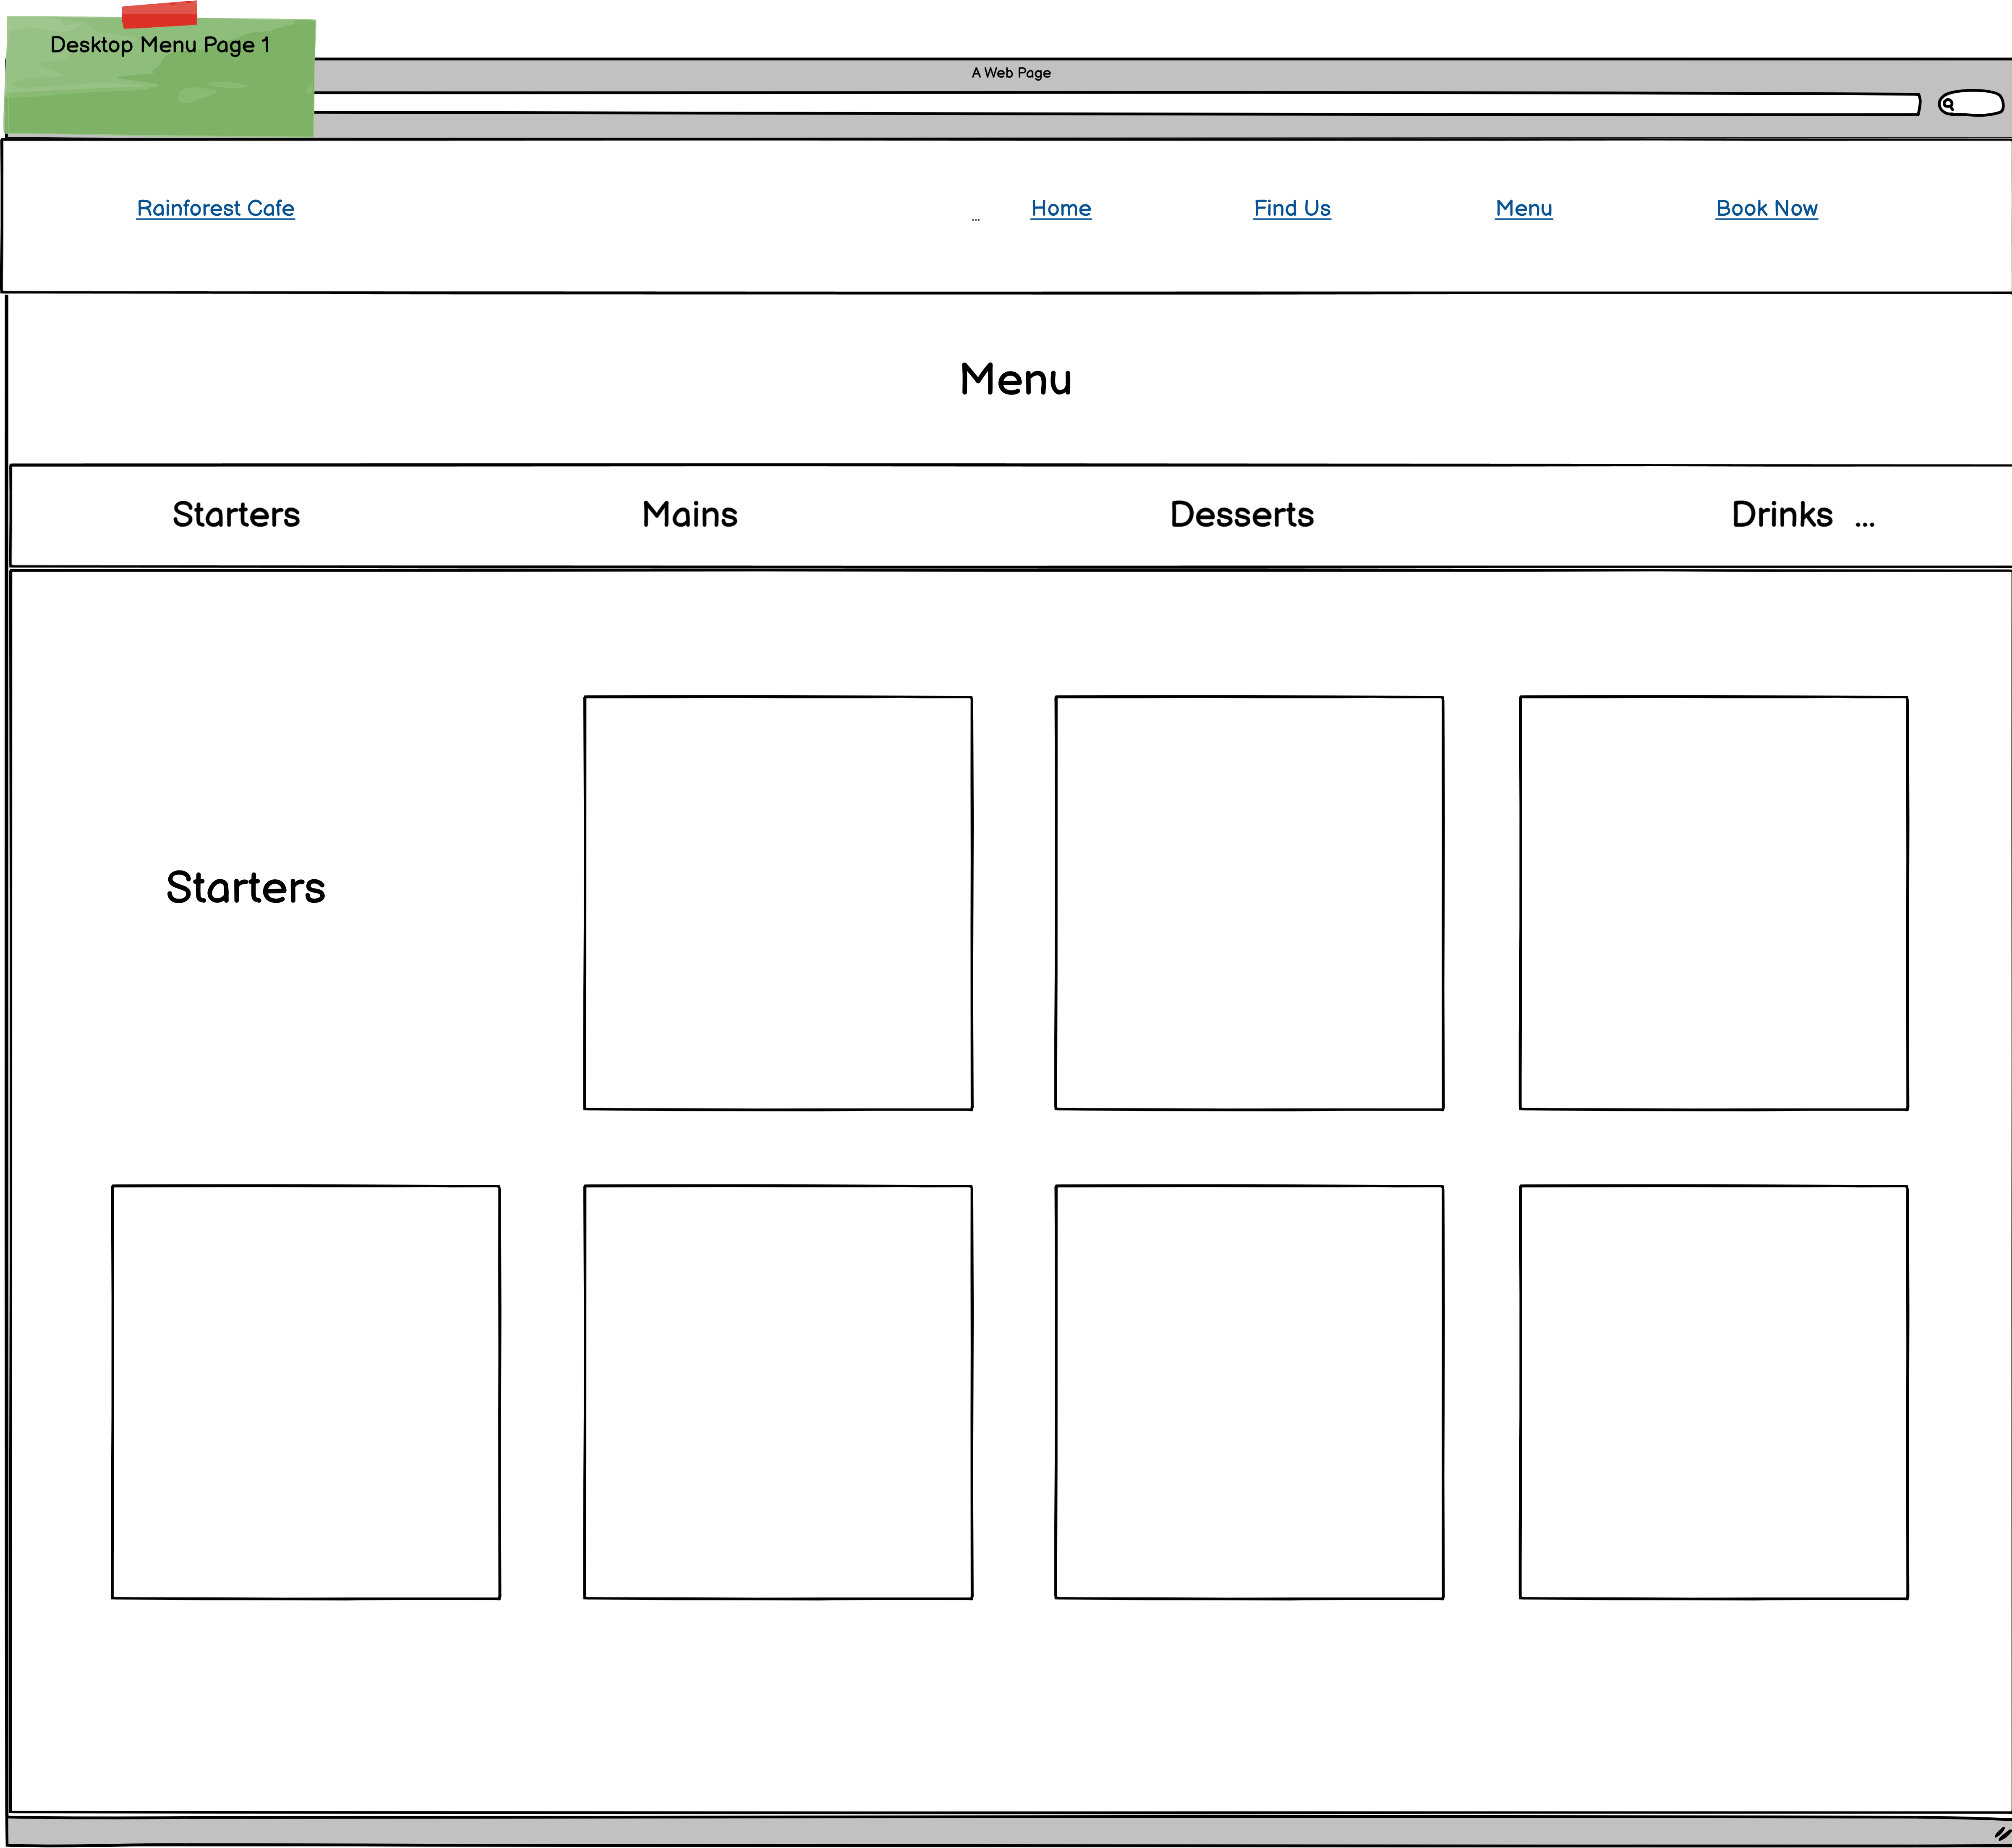 Desktop Menu Page 1
A Web Page
Rainforest Cafe ... Home Find Us Menu Book Now
Menu
Starters Mains Desserts Drinks ...
Starters